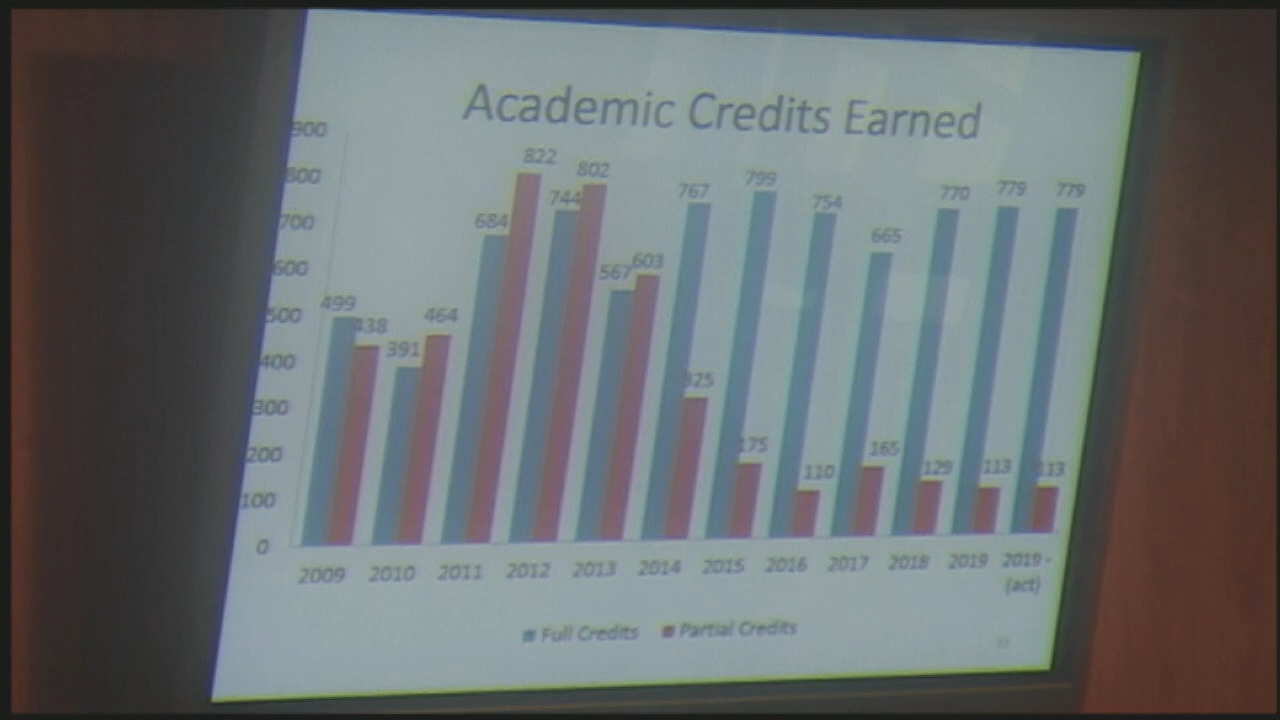 Academic Credits Earned
900
800
700
600
500
400
300
200
100
0
499 438 391 464 684 822 744 802 567 603 767 325 799 175 754 110 665 165 770 129 779 113 779 113
2009 2010 2011 2012 2013 2014 2015 2016 2017 2018 2019 2019 -
(act)
Full Credits Partial Credits